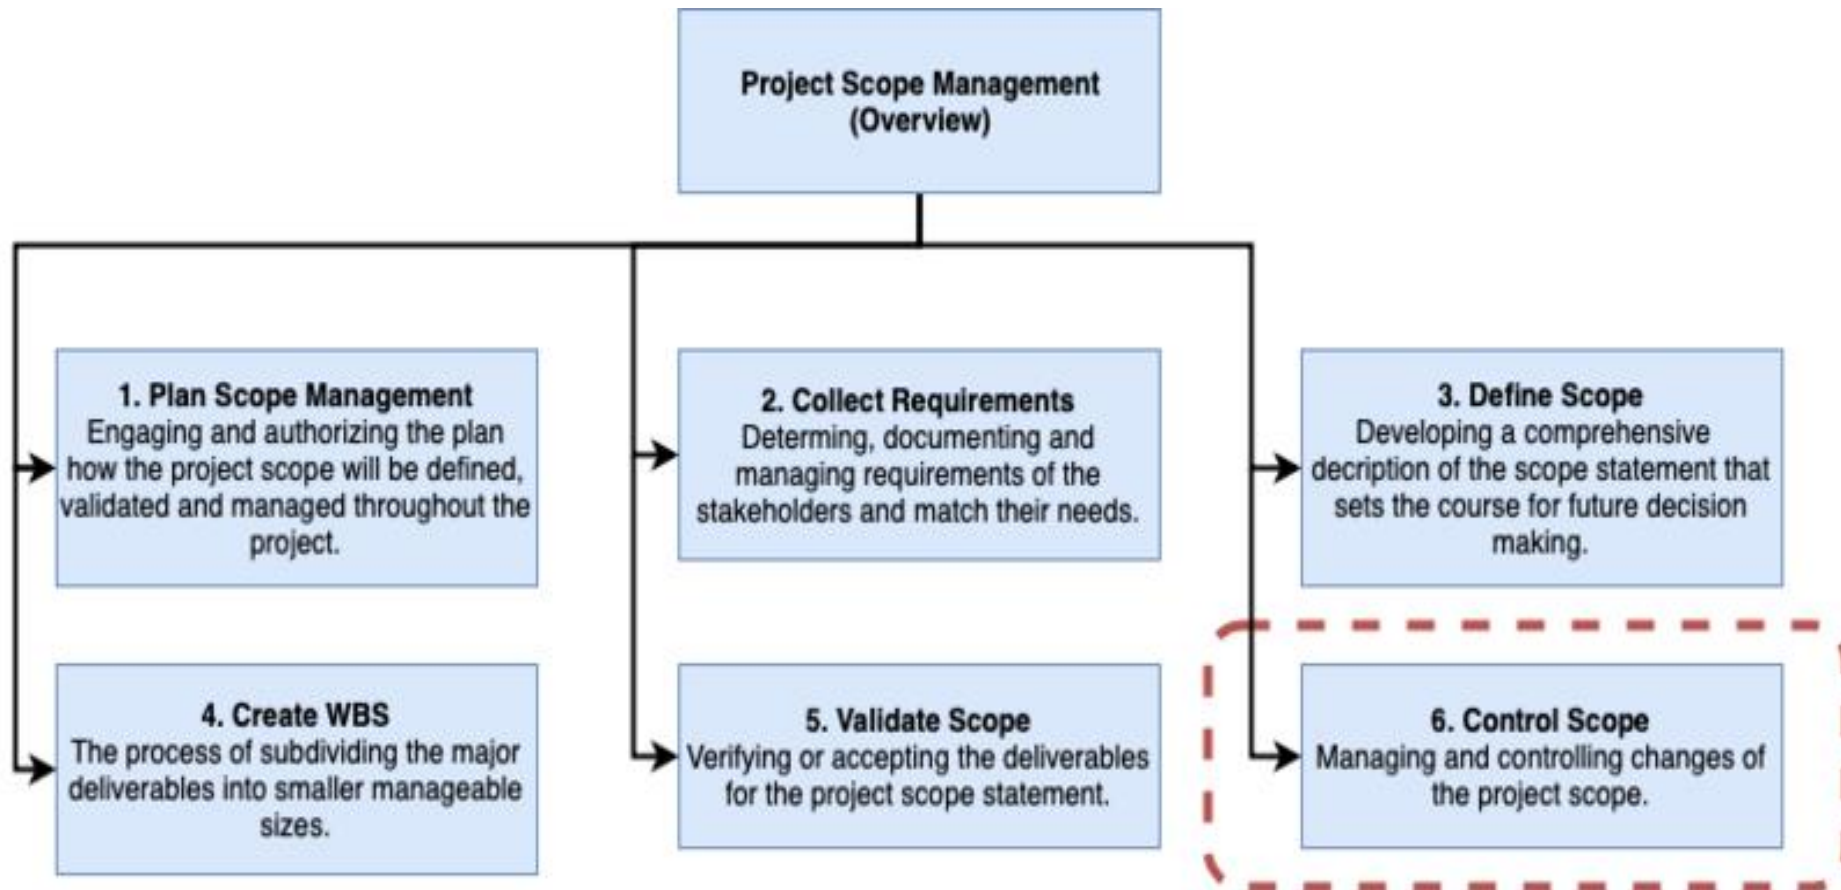 Project Scope Management
(Overview)
1. Plan Scope Management
Engaging and authorizing the plan
how the project scope will be defined,
validated and managed throughout the
project.
2. Collect Requirements
Determing, documenting and
managing requirements of the
stakeholders and match their needs.
3. Define Scope
Developing a comprehensive
decription of the scope statement that
sets the course for future decision
making.
4. Create WBS
The process of subdividing the major
deliverables into smaller manageable
sizes.
5. Validate Scope
Verifying or accepting the deliverables
for the project scope statement.
6. Control Scope
Managing and controlling changes of
the project scope.